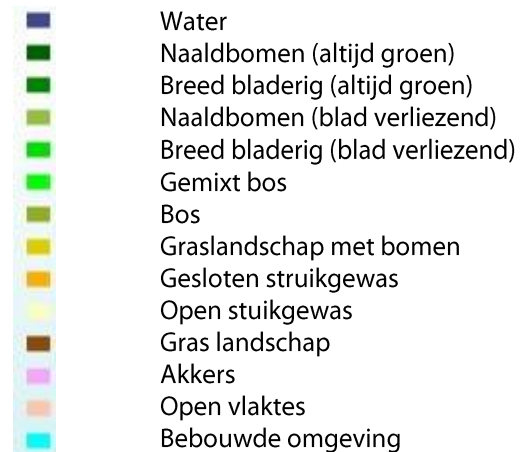 Water
Naaldbomen (altijd groen)
Breed bladerig (altijd groen)
Naaldbomen (blad verliezend)
Breed bladerig (blad verliezend)
Gemixt bos
Bos
Graslandschap met bomen
Gesloten struikgewas
Open stuikgewas
Gras landschap
Akkers
Open vlaktes
Bebouwde omgeving